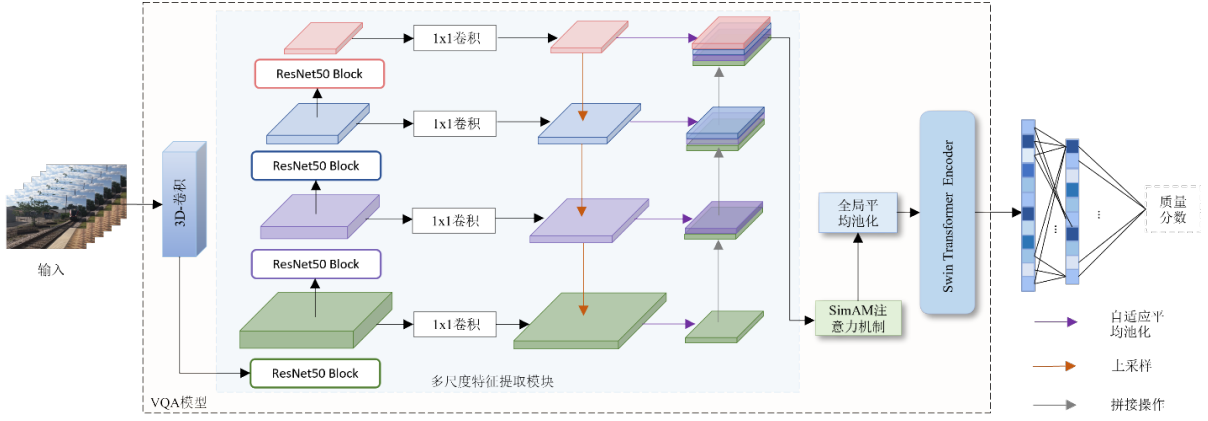 1x1卷积
ResNet50 Block
1x1卷积
ResNet50 Block
1x1卷积
ResNet50 Block
1x1卷积
ResNet50 Block
多尺度特征提取模块
VQA模型
输入
3D-卷积
全局平
均池化
SimAM注
意力机制
Swin Transformer Encoder
...
...
质量
分数
自适应平
均池化
上采样
拼接操作